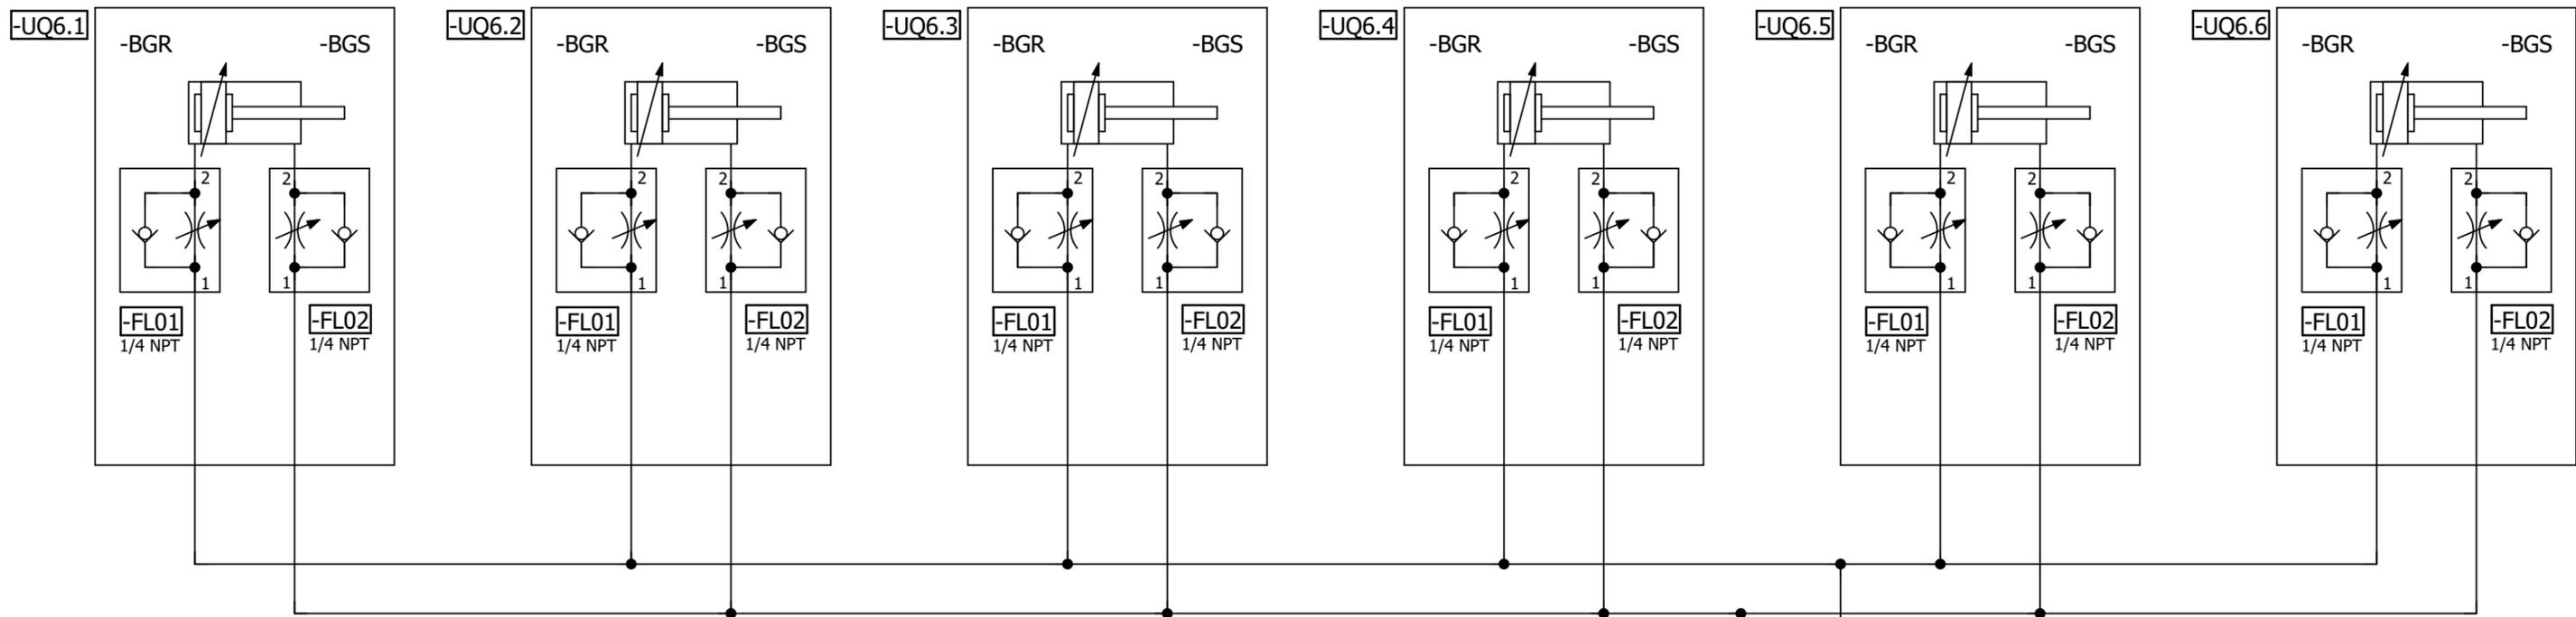 -UQ6.1
-BGR -BGS
2 2
1 1
-FL01 -FL02
1/4 NPT 1/4 NPT
-UQ6.2
-BGR -BGS
2 2
1 1
-FL01 -FL02
1/4 NPT 1/4 NPT
-UQ6.3
-BGR -BGS
2 2
1 1
-FL01 -FL02
1/4 NPT 1/4 NPT
-UQ6.4
-BGR -BGS
2 2
1 1
-FL01 -FL02
1/4 NPT 1/4 NPT
-UQ6.5
-BGR -BGS
2 2
1 1
-FL01 -FL02
1/4 NPT 1/4 NPT
-UQ6.6
-BGR -BGS
2 2
1 1
-FL01 -FL02
1/4 NPT 1/4 NPT